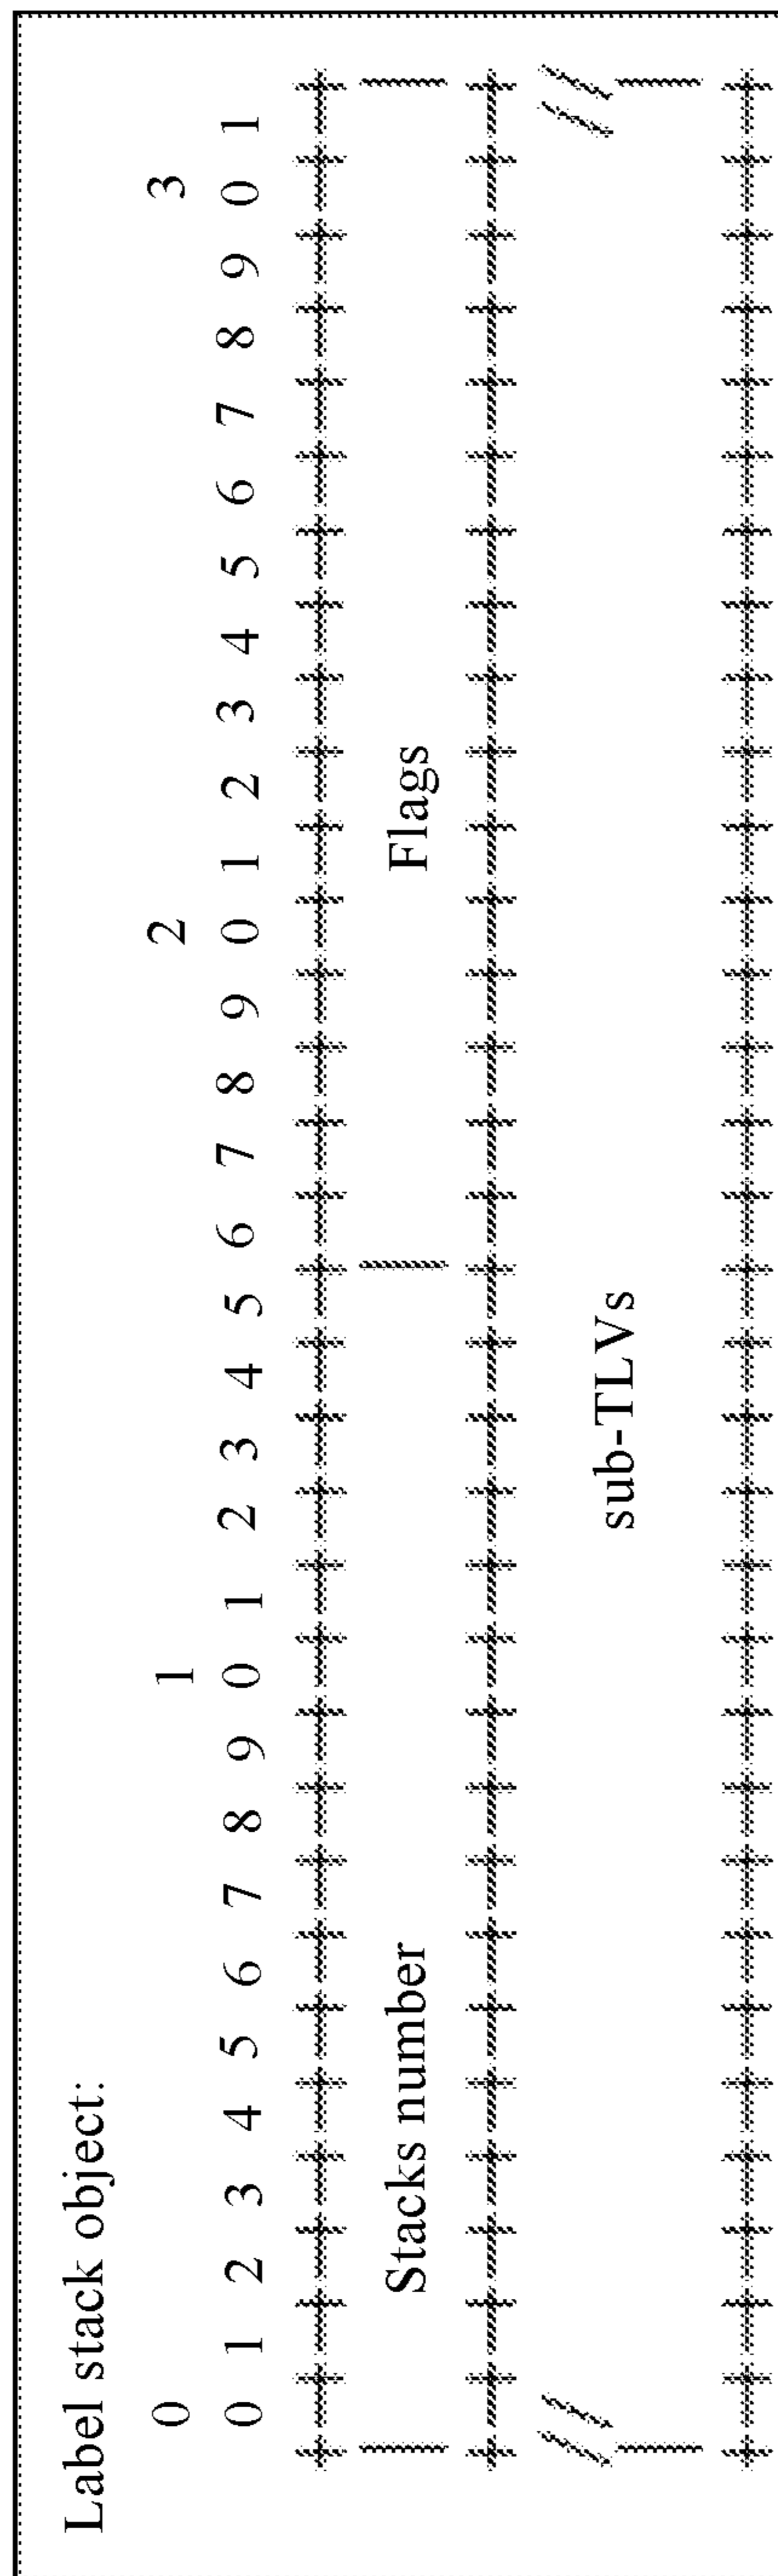 Label stack object:
0 1 2 3
0 1 2 3 4 5 6 7 8 9 0 1 2 3 4 5 6 7 8 9 0 1 2 3 4 5 6 7 8 9 0 1
+-+-+-+-+-+-+-+-+-+-+-+-+-+-+-+-+-+-+-+-+-+-+-+-+-+-+-+-+-+-+-+-+
| Stacks number | Flags |
+-+-+-+-+-+-+-+-+-+-+-+-+-+-+-+-+-+-+-+-+-+-+-+-+-+-+-+-+-+-+-+-+
// sub-TLVs //
| |
+-+-+-+-+-+-+-+-+-+-+-+-+-+-+-+-+-+-+-+-+-+-+-+-+-+-+-+-+-+-+-+-+